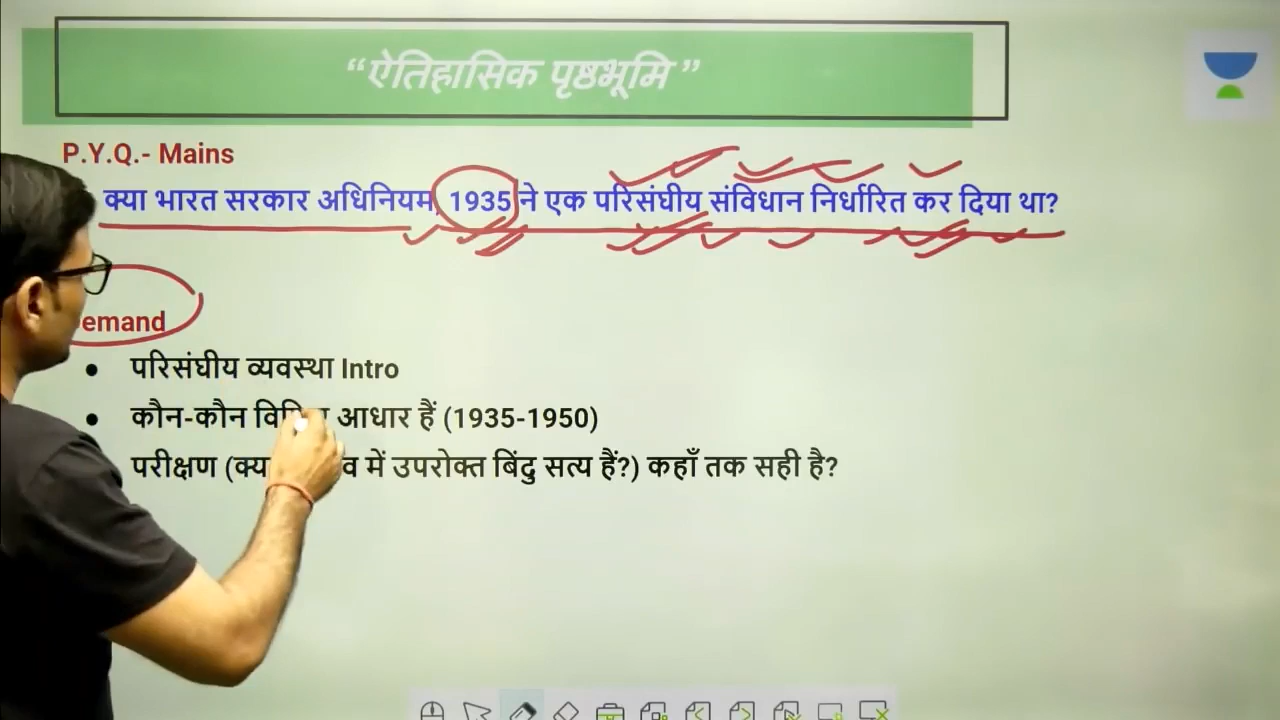 “ऐतिहासिक पृष्ठभूमि”
P.Y.Q.- Mains
क्या भारत सरकार अधिनियम, 1935 ने एक परिसंघीय संविधान निर्धारित कर दिया था?
परिसंघीय व्यवस्था Intro
कौन-कौन आधार हैं (1935-1950)
परीक्षण में उपरोक्त बिंदु सत्य हैं?) कहाँ तक सही है?